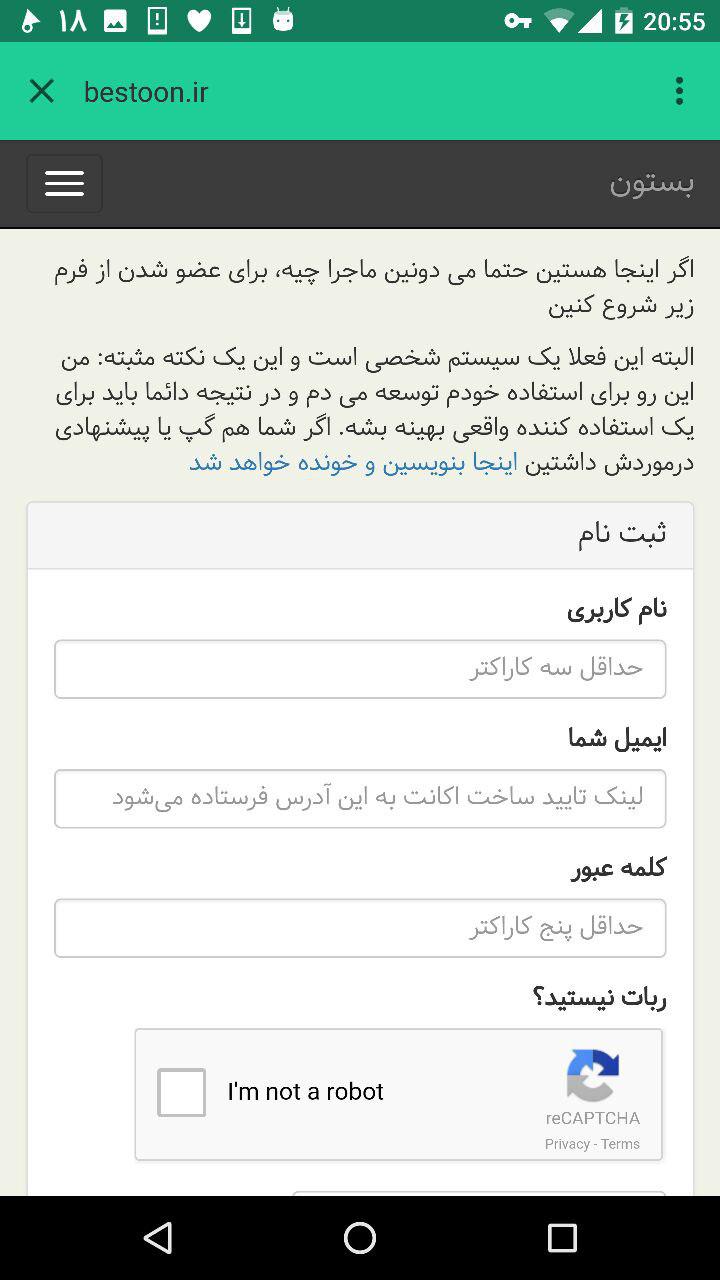 ۱۸
20:55
bestoon.ir
بستون
اگر اینجا هستین حتما می دونین ماجرا چیه، برای عضو شدن از فرم
زیر شروع کنین
البته این فعلا یک سیستم شخصی است و این یک نکته مثبته: من
این رو برای استفاده خودم توسعه می دم و در نتیجه دائما باید برای
یک استفاده کننده واقعی بهینه بشه. اگر شما هم گپ یا پیشنهادی
درموردش داشتین اینجا بنویسین و خونده خواهد شد
ثبت نام
نام کاربری
حداقل سه کاراکتر
ایمیل شما
لینک تایید ساخت اکانت به این آدرس فرستاده می‌شود
کلمه عبور
حداقل پنج کاراکتر
ربات نیستید؟
I'm not a robot
reCAPTCHA
Privacy - Terms